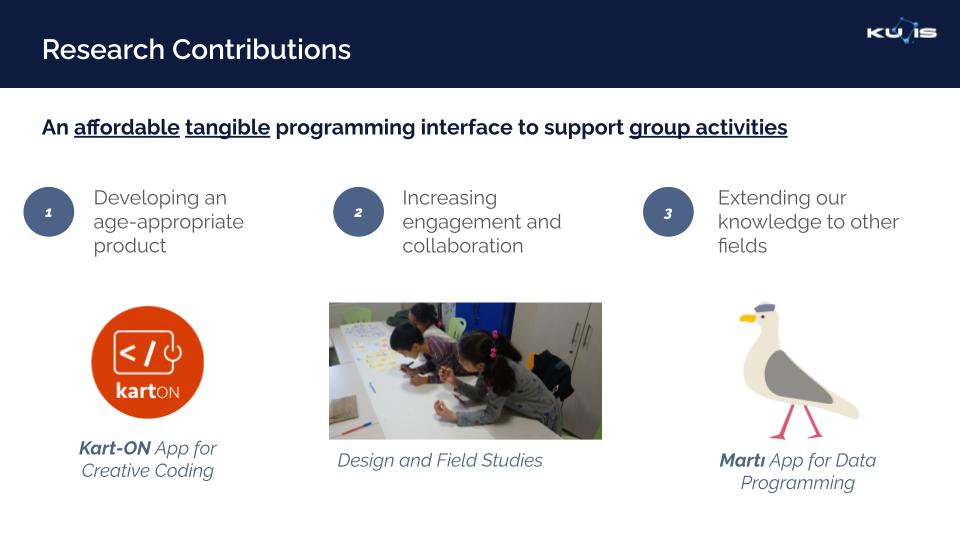 Research Contributions
KUIS
An affordable tangible programming interface to support group activities
1
Developing an
age-appropriate
product
2
Increasing
engagement and
collaboration
3
Extending our
knowledge to other
fields
</>
kartON
Kart-ON App for
Creative Coding
Design and Field Studies
Martı App for Data
Programming